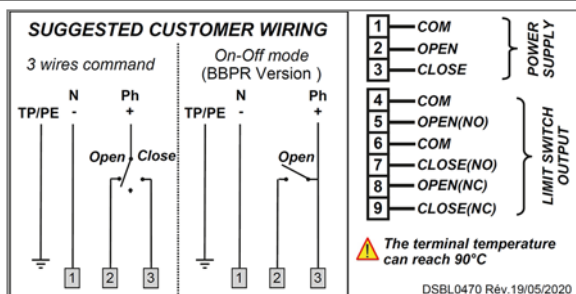 SUGGESTED CUSTOMER WIRING
3 wires command
N Ph
TP/PE - +
Open Close
1 2 3
On-Off mode
(BBPR Version )
N Ph
TP/PE - +
Open
1 2 3
1 COM
2 OPEN
3 CLOSE
POWER
SUPPLY
4 COM
5 OPEN(NO)
6 COM
7 CLOSE(NO)
8 OPEN(NC)
9 CLOSE(NC)
LIMIT SWITCH
OUTPUT
! The terminal temperature
can reach 90°C
DSBL0470 Rév.19/05/2020